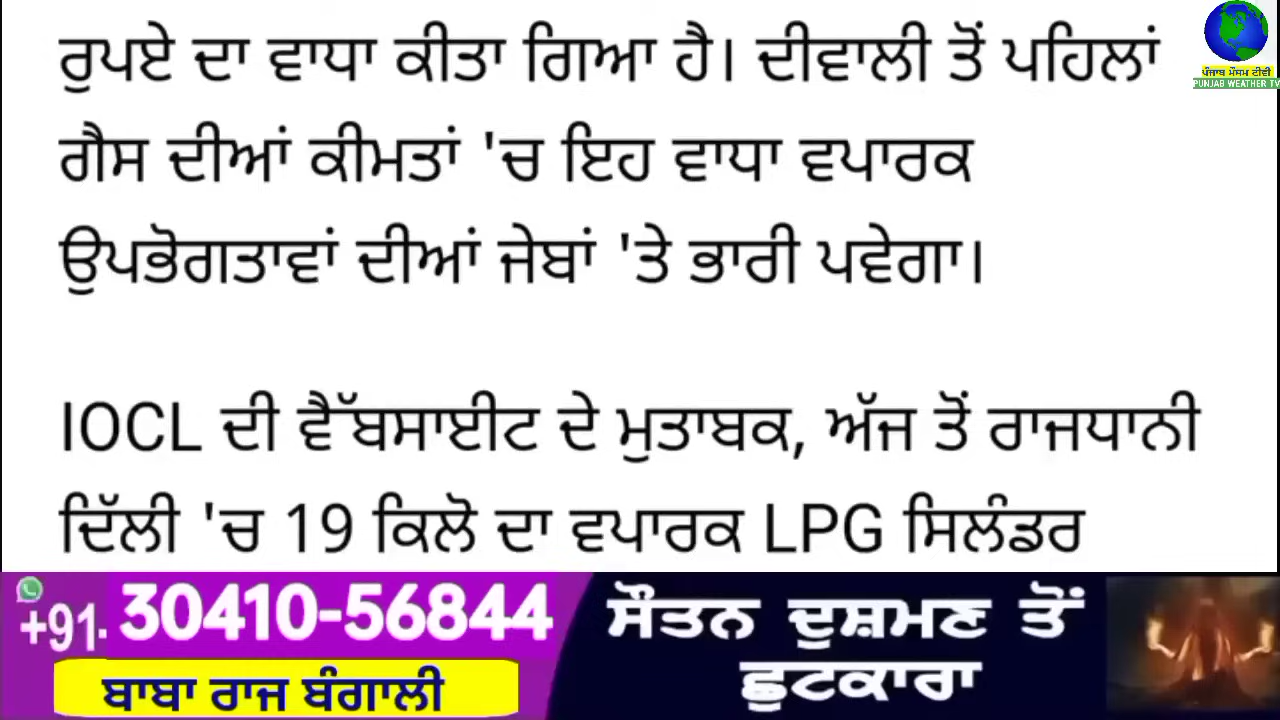 ਰੁਪਏ ਦਾ ਵਾਧਾ ਕੀਤਾ ਗਿਆ ਹੈ। ਦੀਵਾਲੀ ਤੋਂ ਪਹਿਲਾਂ
ਗੈਸ ਦੀਆਂ ਕੀਮਤਾਂ 'ਚ ਇਹ ਵਾਧਾ ਵਪਾਰਕ
ਉਪਭੋਗਤਾਵਾਂ ਦੀਆਂ ਜੇਬਾਂ 'ਤੇ ਭਾਰੀ ਪਵੇਗਾ।
IOCL ਦੀ ਵੈੱਬਸਾਈਟ ਦੇ ਮੁਤਾਬਕ, ਅੱਜ ਤੋਂ ਰਾਜਧਾਨੀ
ਦਿੱਲੀ 'ਚ 19 ਕਿਲੋ ਦਾ ਵਪਾਰਕ LPG ਸਿਲੰਡਰ
ਪੰਜਾਬ ਮੌਸਮ ਟੀਵੀ
PUNJAB WEATHER TV
+91-30410-56844
ਬਾਬਾ ਰਾਜ ਬੰਗਾਲੀ
ਸੌਤਨ ਦੁਸ਼ਮਣ ਤੋਂ
ਛੁਟਕਾਰਾ